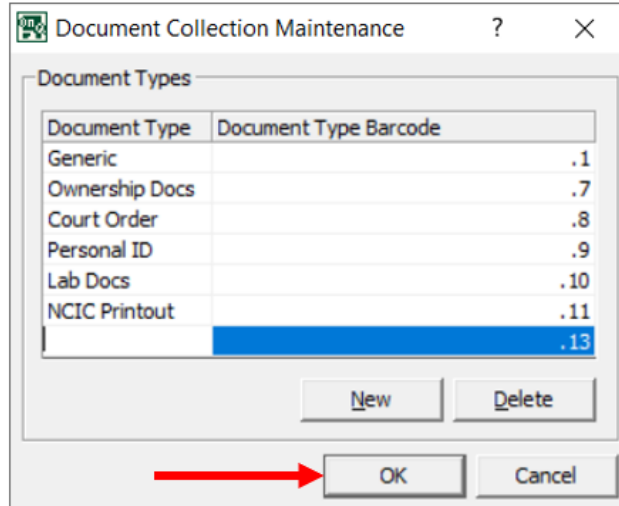 Document Collection Maintenance ? ×
Document Types
Document Type Document Type Barcode
Generic .1
Ownership Docs .7
Court Order .8
Personal ID .9
Lab Docs .10
NCIC Printout .11
.13
New Delete
OK Cancel